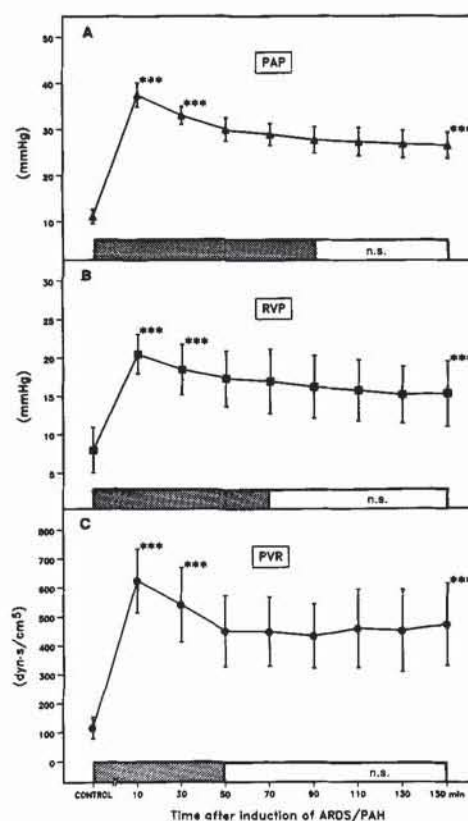 A
PAP
50
40
30
20
10
(mmHg)
***
***
***
n.s.
B
RVP
30
25
20
15
10
5
(mmHg)
***
***
***
n.s.
C
PVR
800
700
600
500
400
300
200
100
0
(dyn·s/cm⁵)
***
***
***
n.s.
CONTROL 10 30 50 70 90 110 130 150 min
Time after induction of ARDS/PAH